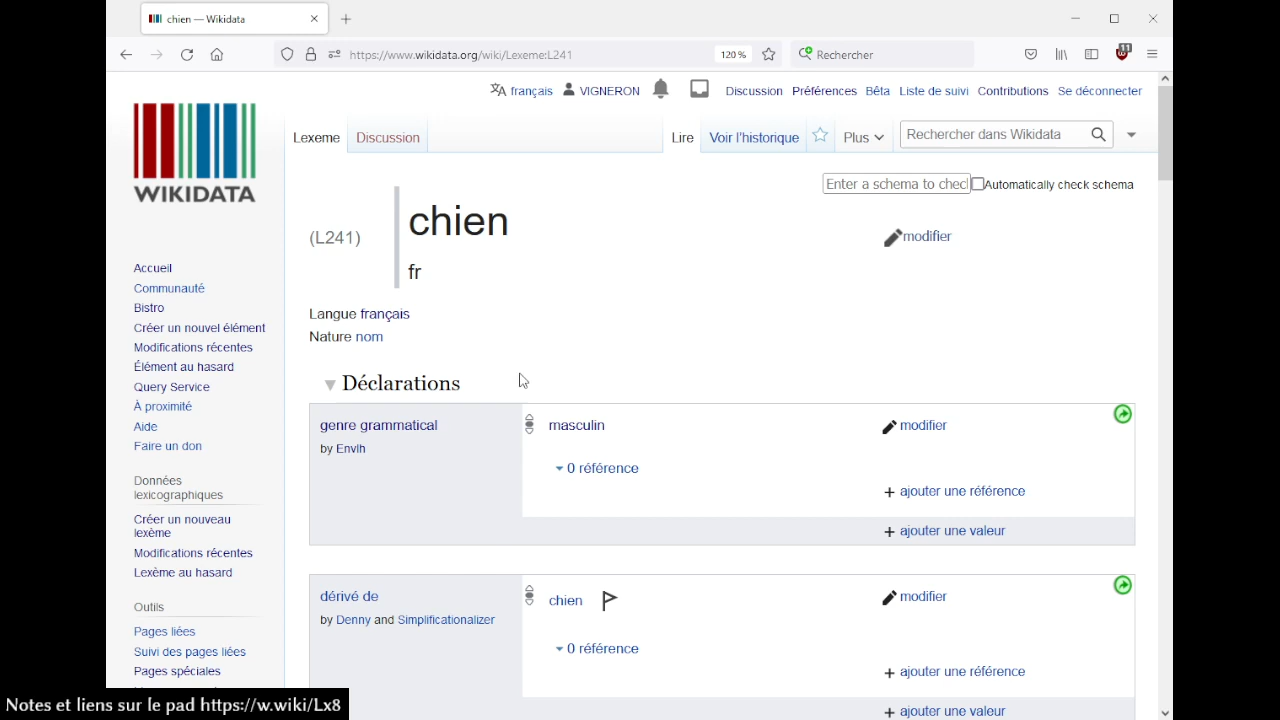 chien — Wikidata
https://www.wikidata.org/wiki/Lexeme:L241
120 %
Rechercher
11
français
VIGNERON
Discussion
Préférences
Bêta
Liste de suivi
Contributions
Se déconnecter
WIKIDATA
Lexeme
Discussion
Lire
Voir l'historique
Plus
Rechercher dans Wikidata
Enter a schema to chec
Automatically check schema
(L241)
chien
fr
modifier
Langue français
Nature nom
Déclarations
genre grammatical
by Envlh
masculin
modifier
0 référence
+ ajouter une référence
+ ajouter une valeur
dérivé de
by Denny and Simplificationalizer
chien
modifier
0 référence
+ ajouter une référence
+ ajouter une valeur
Accueil
Communauté
Bistro
Créer un nouvel élément
Modifications récentes
Élément au hasard
Query Service
À proximité
Aide
Faire un don
Données
lexicographiques
Créer un nouveau
lexème
Modifications récentes
Lexème au hasard
Outils
Pages liées
Suivi des pages liées
Pages spéciales
Notes et liens sur le pad https://w.wiki/Lx8